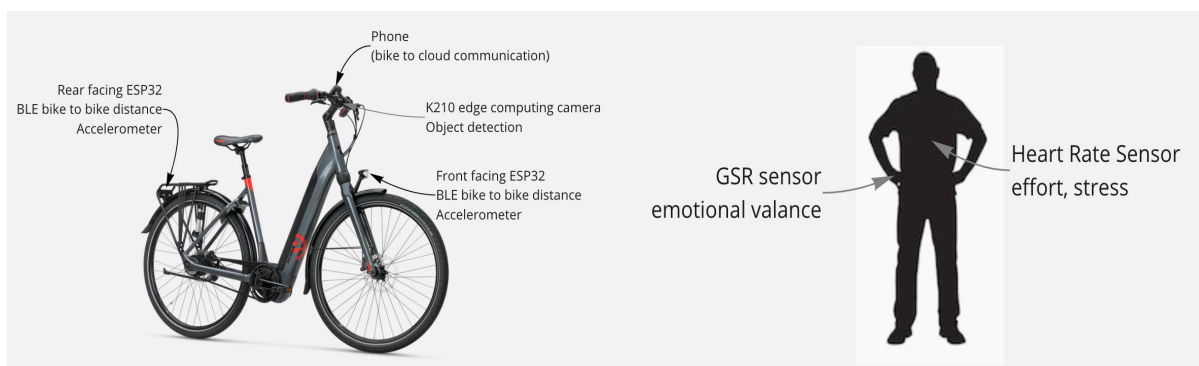 Phone
(bike to cloud communication)
Rear facing ESP32
BLE bike to bike distance
Accelerometer
K210 edge computing camera
Object detection
Front facing ESP32
BLE bike to bike distance
Accelerometer
GSR sensor
emotional valance
Heart Rate Sensor
effort, stress